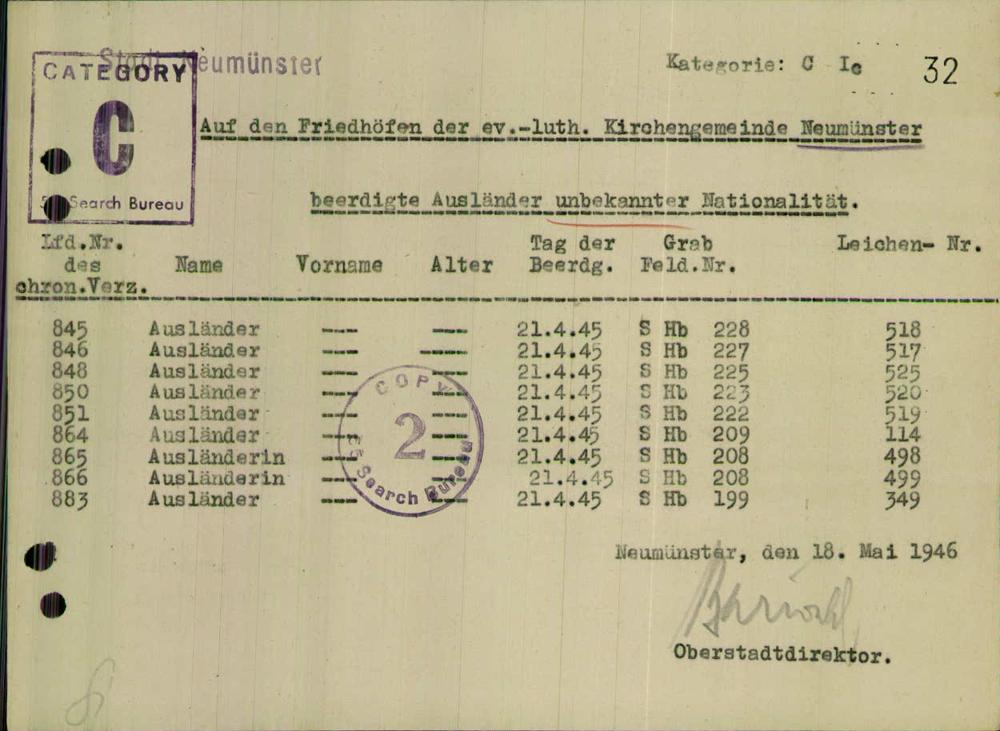 Stadt Neumünster
CATEGORY
C
Search Bureau
Kategorie: C Ic 32
Auf den Friedhöfen der ev.-luth. Kirchengemeinde Neumünster
beerdigte Ausländer unbekannter Nationalität.
Lfd.Nr. Tag der Grab Leichen- Nr.
des Name Vorname Alter Beerdg. Feld.Nr.
chron.Verz.
845 Ausländer --- --- 21.4.45 S Hb 228 518
846 Ausländer --- ---- 21.4.45 S Hb 227 517
848 Ausländer --- --- 21.4.45 S Hb 225 525
850 Ausländer --- --- 21.4.45 S Hb 223 520
851 Ausländer --- --- 21.4.45 S Hb 222 519
864 Ausländer --- --- 21.4.45 S Hb 209 114
865 Ausländerin --- --- 21.4.45 S Hb 208 498
866 Ausländerin --- --- 21.4.45 S Hb 208 499
883 Ausländer --- --- 21.4.45 S Hb 199 349
COPY
2
Search Bureau
Neumünster, den 18. Mai 1946
Oberstadtdirektor.